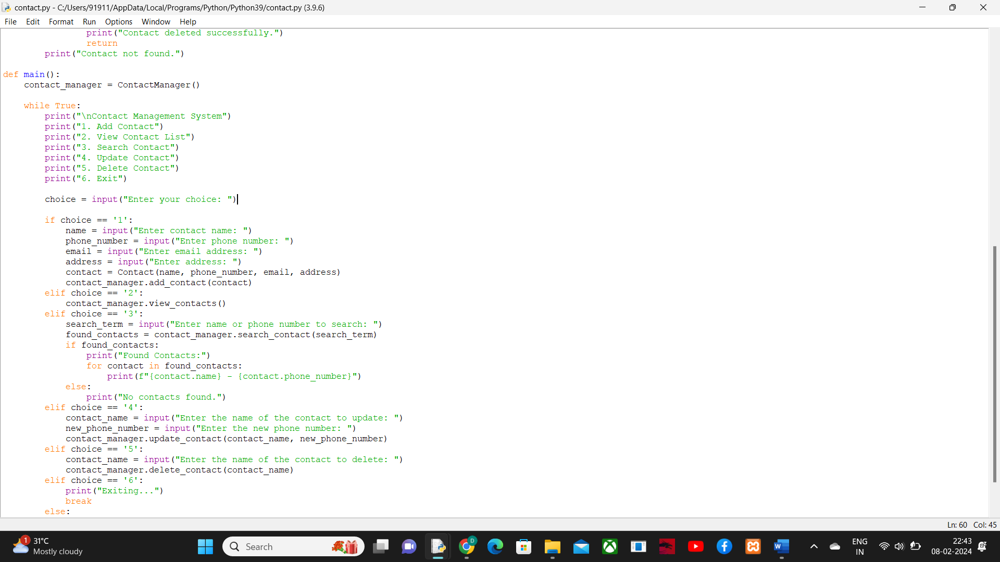 contact.py - C:/Users/91911/AppData/Local/Programs/Python/Python39/contact.py (3.9.6)
File Edit Format Run Options Window Help
                print("Contact deleted successfully.")
                return
        print("Contact not found.")

def main():
    contact_manager = ContactManager()

    while True:
        print("\nContact Management System")
        print("1. Add Contact")
        print("2. View Contact List")
        print("3. Search Contact")
        print("4. Update Contact")
        print("5. Delete Contact")
        print("6. Exit")

        choice = input("Enter your choice: ")

        if choice == '1':
            name = input("Enter contact name: ")
            phone_number = input("Enter phone number: ")
            email = input("Enter email address: ")
            address = input("Enter address: ")
            contact = Contact(name, phone_number, email, address)
            contact_manager.add_contact(contact)
        elif choice == '2':
            contact_manager.view_contacts()
        elif choice == '3':
            search_term = input("Enter name or phone number to search: ")
            found_contacts = contact_manager.search_contact(search_term)
            if found_contacts:
                print("Found Contacts:")
                for contact in found_contacts:
                    print(f"{contact.name} - {contact.phone_number}")
            else:
                print("No contacts found.")
        elif choice == '4':
            contact_name = input("Enter the name of the contact to update: ")
            new_phone_number = input("Enter the new phone number: ")
            contact_manager.update_contact(contact_name, new_phone_number)
        elif choice == '5':
            contact_name = input("Enter the name of the contact to delete: ")
            contact_manager.delete_contact(contact_name)
        elif choice == '6':
            print("Exiting...")
            break
        else:
Ln: 60 Col: 45
1 31°C
Mostly cloudy
Search
D
W
ENG
IN
22:43
08-02-2024